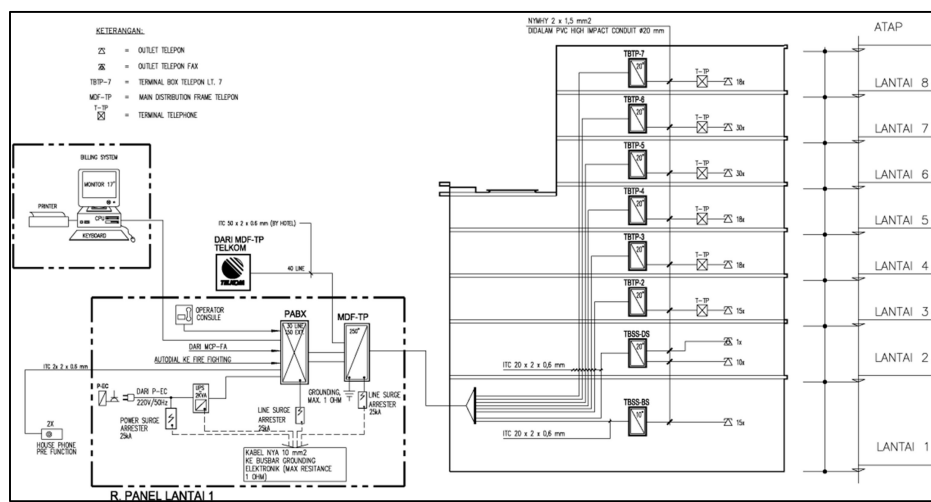 KETERANGAN:
= OUTLET TELEPON
= OUTLET TELEPON FAX
TBTP-7 = TERMINAL BOX TELEPON LT. 7
MDF-TP = MAIN DISTRIBUTION FRAME TELEPON
T-TP
= TERMINAL TELEPHONE
BILLING SYSTEM
MONITOR 17"
PRINTER
CPU
KEYBOARD
ITC 50 x 2 x 0.6 mm (BY HOTEL)
DARI MDF-TP
TELKOM
TELKOM
40 LINE
OPERATOR
CONSULE
PABX
30 LINE
MDF-TP
250"
DARI MCP-FA
AUTODIAL KE FIRE FIGHTING
ITC 2x 2 x 0.6 mm
P-EC
DARI P-EC
220V/50Hz
UPS
2KVA
POWER SURGE
ARRESTER
25kA
LINE SURGE
ARRESTER
25kA
GROUNDING,
MAX. 1 OHM
LINE SURGE
ARRESTER
25kA
2X
HOUSE PHONE
PRE FUNCTION
KABEL NYA 10 mm2
KE BUSBAR GROUNDING
ELEKTRONIK (MAX RESITANCE
1 OHM)
R. PANEL LANTAI 1
NYMHY 2 x 1,5 mm2
DIDALAM PVC HIGH IMPACT CONDUIT Ø20 mm
TBTP-7
20"
T-TP
18x
TBTP-6
20"
T-TP
30x
TBTP-5
20"
T-TP
30x
TBTP-4
20"
T-TP
18x
TBTP-3
20"
T-TP
18x
TBTP-2
20"
T-TP
15x
TBSS-DS
20"
1x
10x
ITC 20 x 2 x 0,6 mm
TBSS-BS
10"
15x
ITC 20 x 2 x 0,6 mm
ATAP
LANTAI 8
LANTAI 7
LANTAI 6
LANTAI 5
LANTAI 4
LANTAI 3
LANTAI 2
LANTAI 1